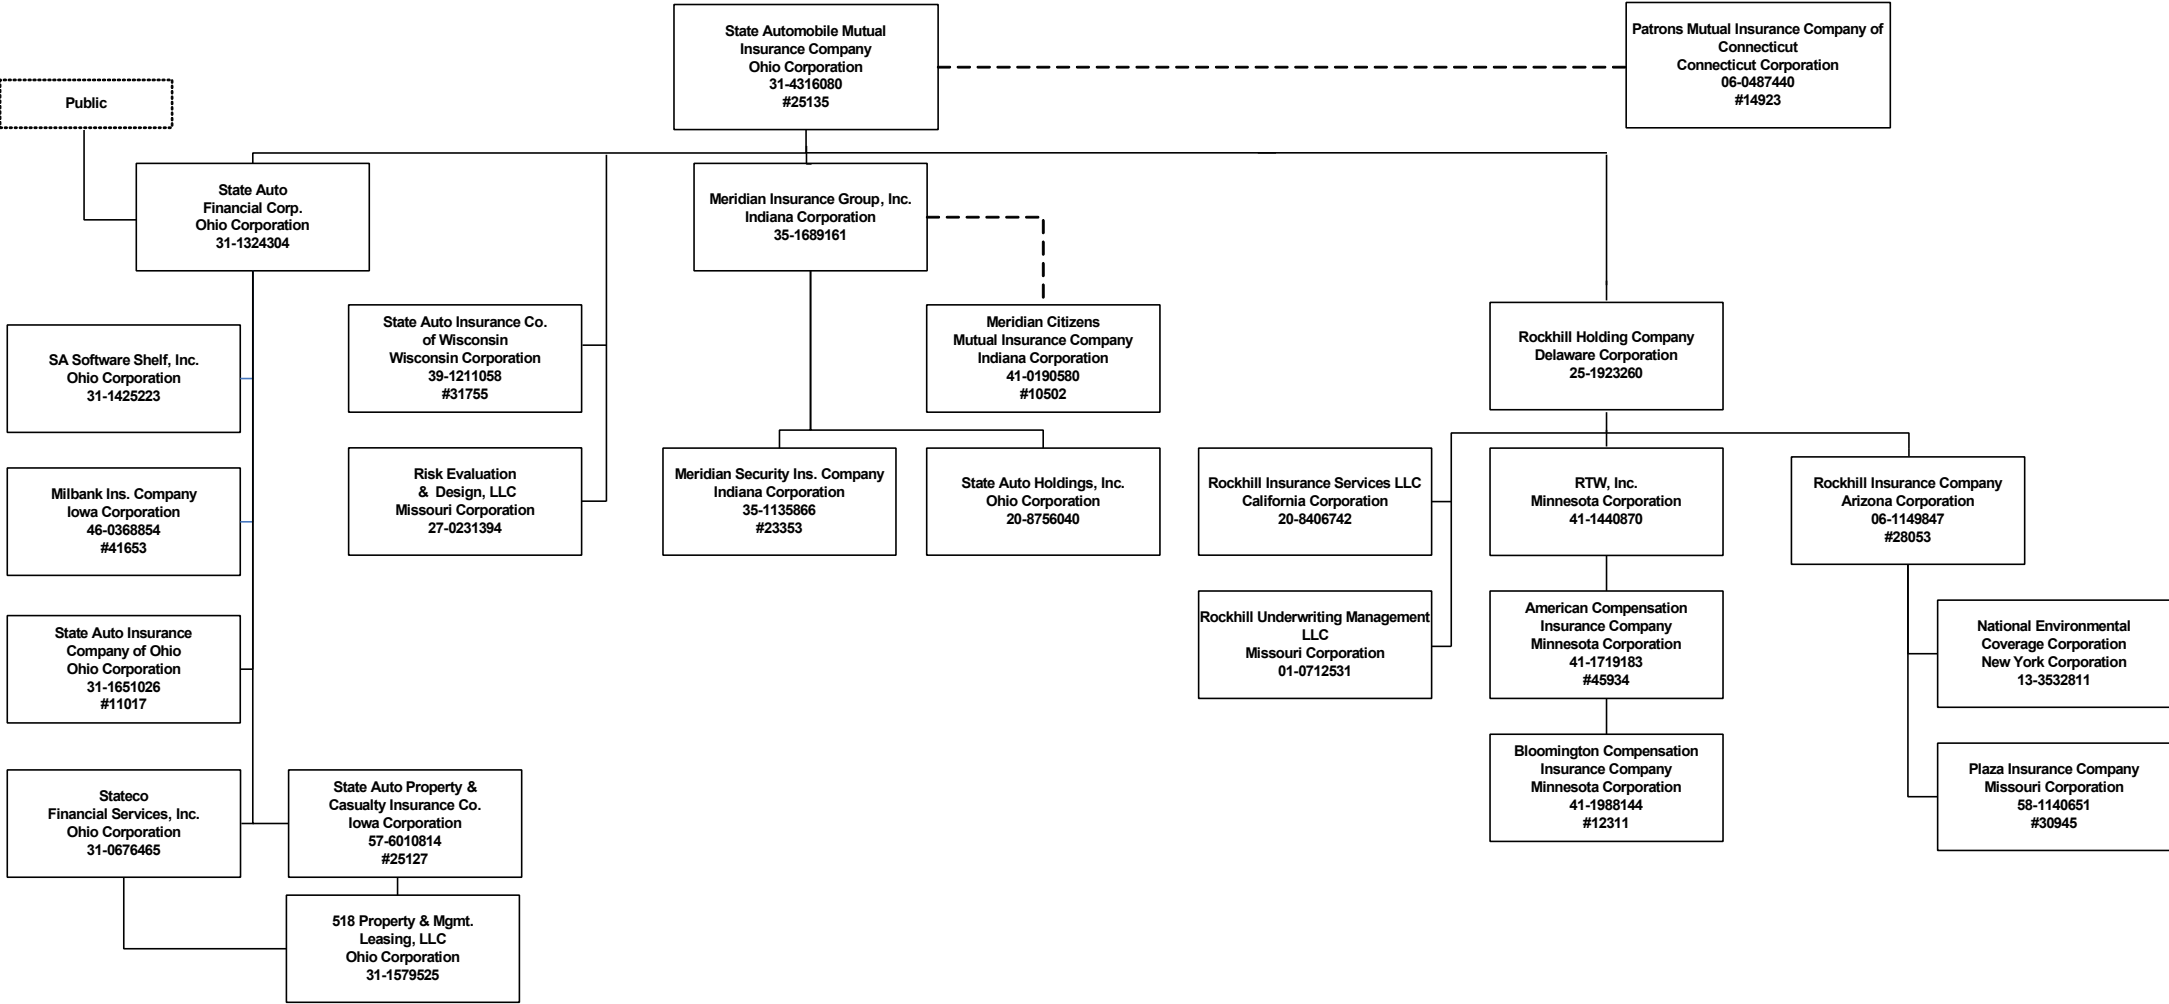 State Automobile Mutual
Insurance Company
Ohio Corporation
31-4316080
#25135
Patrons Mutual Insurance Company of
Connecticut
Connecticut Corporation
06-0487440
#14923
Public
State Auto
Financial Corp.
Ohio Corporation
31-1324304
Meridian Insurance Group, Inc.
Indiana Corporation
35-1689161
State Auto Insurance Co.
of Wisconsin
Wisconsin Corporation
39-1211058
#31755
Meridian Citizens
Mutual Insurance Company
Indiana Corporation
41-0190580
#10502
Rockhill Holding Company
Delaware Corporation
25-1923260
SA Software Shelf, Inc.
Ohio Corporation
31-1425223
Risk Evaluation
& Design, LLC
Missouri Corporation
27-0231394
Meridian Security Ins. Company
Indiana Corporation
35-1135866
#23353
State Auto Holdings, Inc.
Ohio Corporation
20-8756040
Rockhill Insurance Services LLC
California Corporation
20-8406742
RTW, Inc.
Minnesota Corporation
41-1440870
Rockhill Insurance Company
Arizona Corporation
06-1149847
#28053
Milbank Ins. Company
Iowa Corporation
46-0368854
#41653
Rockhill Underwriting Management
LLC
Missouri Corporation
01-0712531
American Compensation
Insurance Company
Minnesota Corporation
41-1719183
#45934
National Environmental
Coverage Corporation
New York Corporation
13-3532811
State Auto Insurance
Company of Ohio
Ohio Corporation
31-1651026
#11017
Bloomington Compensation
Insurance Company
Minnesota Corporation
41-1988144
#12311
Plaza Insurance Company
Missouri Corporation
58-1140651
#30945
Stateco
Financial Services, Inc.
Ohio Corporation
31-0676465
State Auto Property &
Casualty Insurance Co.
Iowa Corporation
57-6010814
#25127
518 Property & Mgmt.
Leasing, LLC
Ohio Corporation
31-1579525